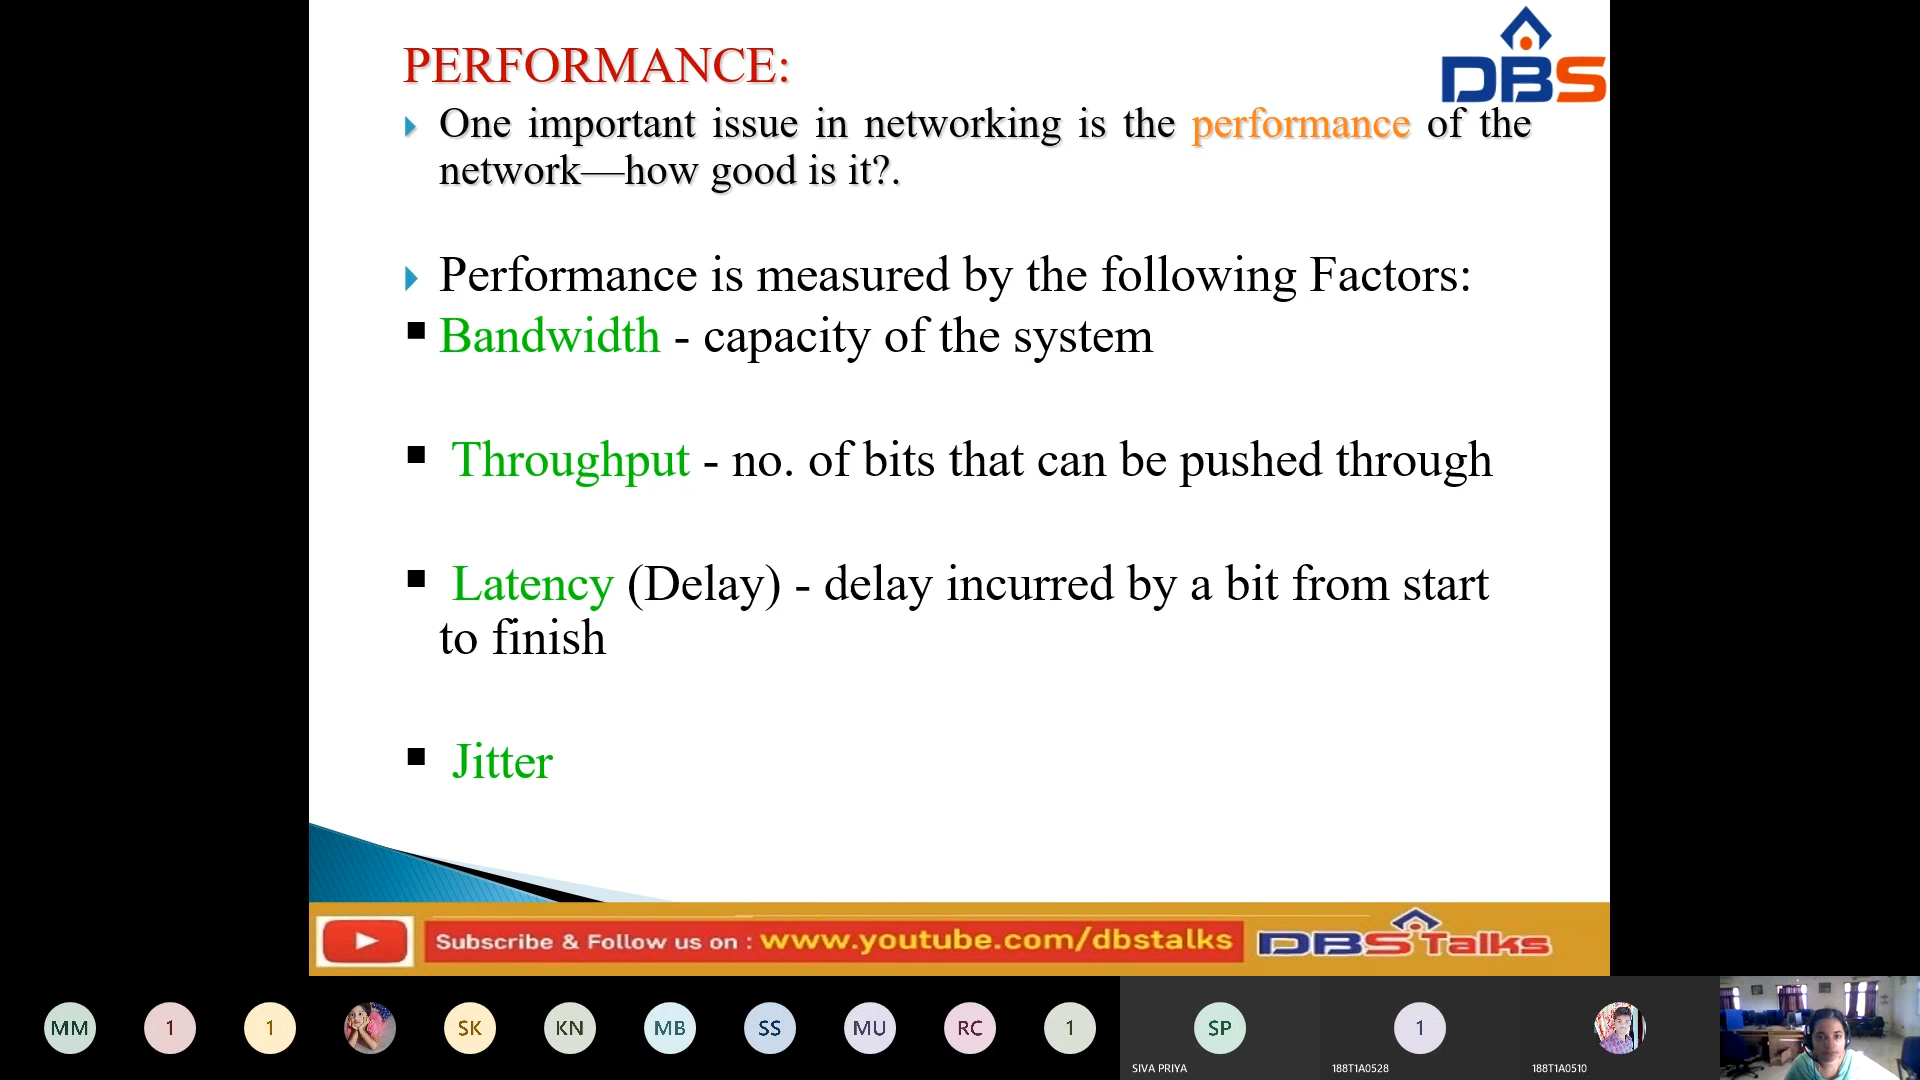 PERFORMANCE:
DBS
One important issue in networking is the performance of the
network—how good is it?.
Performance is measured by the following Factors:
Bandwidth - capacity of the system
Throughput - no. of bits that can be pushed through
Latency (Delay) - delay incurred by a bit from start
to finish
Jitter
Subscribe & Follow us on : www.youtube.com/dbstalks
DBS Talks
MM
1
1
SK
KN
MB
SS
MU
RC
1
SP
1
SIVA PRIYA
188T1A0528
188T1A0510